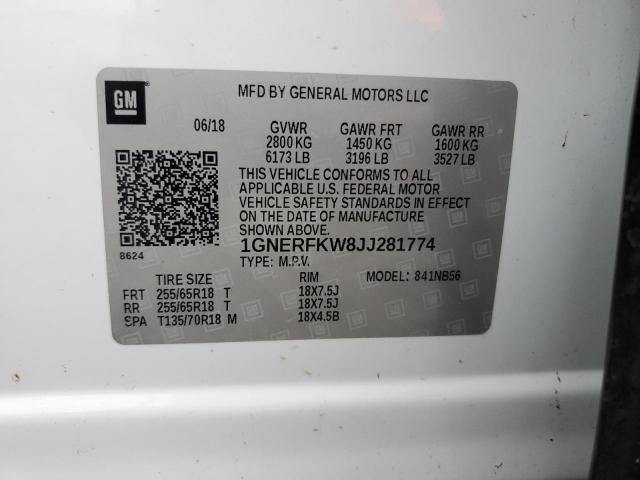 GM
MFD BY GENERAL MOTORS LLC
06/18 GVWR GAWR FRT GAWR RR
2800 KG 1450 KG 1600 KG
6173 LB 3196 LB 3527 LB
THIS VEHICLE CONFORMS TO ALL
APPLICABLE U.S. FEDERAL MOTOR
VEHICLE SAFETY STANDARDS IN EFFECT
ON THE DATE OF MANUFACTURE
SHOWN ABOVE.
8624 1GNERFKW8JJ281774
TYPE: M.P.V. MODEL: 841NB56
TIRE SIZE RIM
FRT 255/65R18 T 18X7.5J
RR 255/65R18 T 18X7.5J
SPA T135/70R18 M 18X4.5B